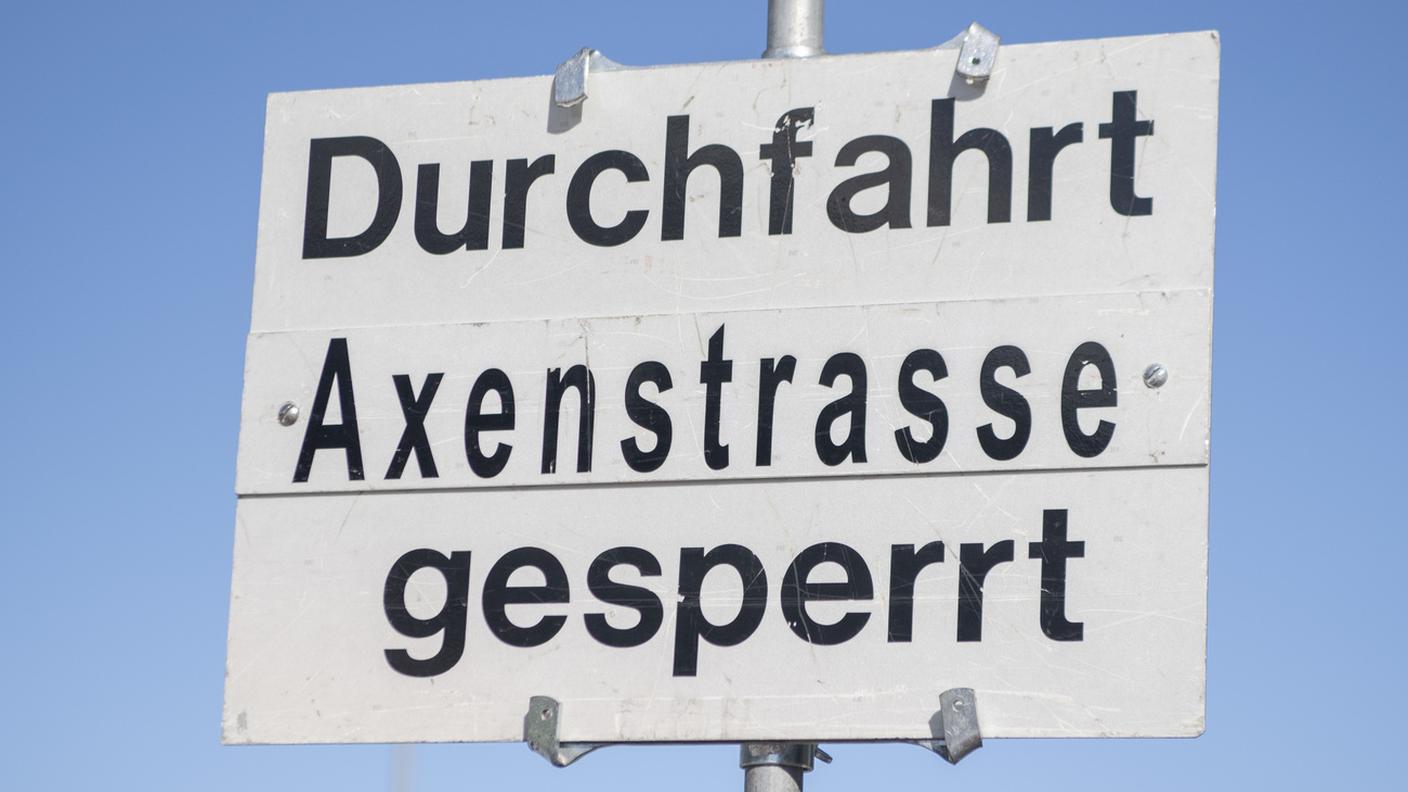 Durchfahrt
Axenstrasse
gesperrt